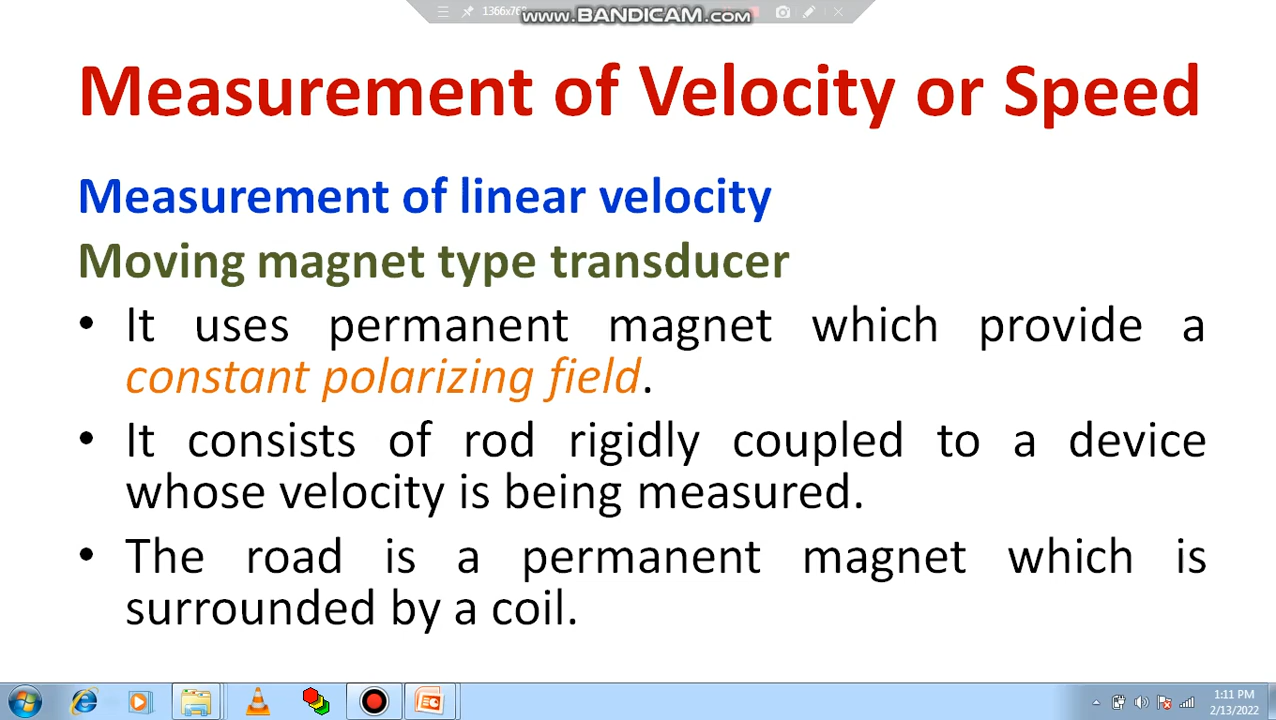 1366x76
www.BANDICAM.com
Measurement of Velocity or Speed
Measurement of linear velocity
Moving magnet type transducer
• It uses permanent magnet which provide a
constant polarizing field.
• It consists of rod rigidly coupled to a device
whose velocity is being measured.
• The road is a permanent magnet which is
surrounded by a coil.
1:11 PM
2/13/2022